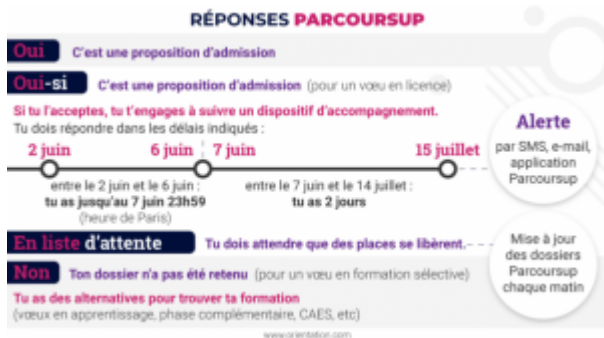 RÉPONSES PARCOURSUP
Oui C'est une proposition d'admission
Oui-si C'est une proposition d'admission (pour un vœu en licence)
Si tu l'acceptes, tu t'engages à suivre un dispositif d'accompagnement.
Tu dois répondre dans les délais indiqués :
2 juin 6 juin 7 juin 15 juillet
entre le 2 juin et le 6 juin :
tu as jusqu'au 7 juin 23h59
(heure de Paris)
entre le 7 juin et le 14 juillet :
tu as 2 jours
Alerte
par SMS, e-mail,
application
Parcoursup
En liste d'attente Tu dois attendre que des places se libèrent.
Mise à jour
des dossiers
Parcoursup
chaque matin
Non Ton dossier n'a pas été retenu (pour un vœu en formation sélective)
Tu as des alternatives pour trouver ta formation
(vœux en apprentissage, phase complémentaire, CAES, etc)
www.orientation.com